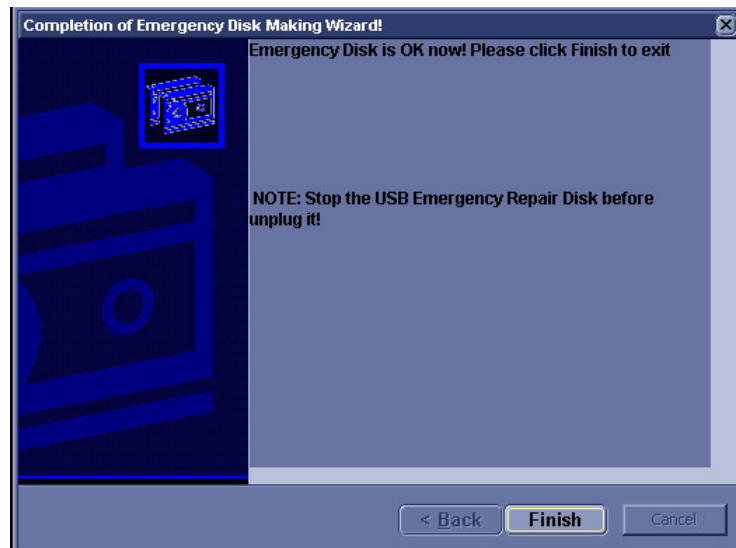 Completion of Emergency Disk Making Wizard!
Emergency Disk is OK now! Please click Finish to exit
NOTE: Stop the USB Emergency Repair Disk before
unplug it!
< Back
Finish
Cancel